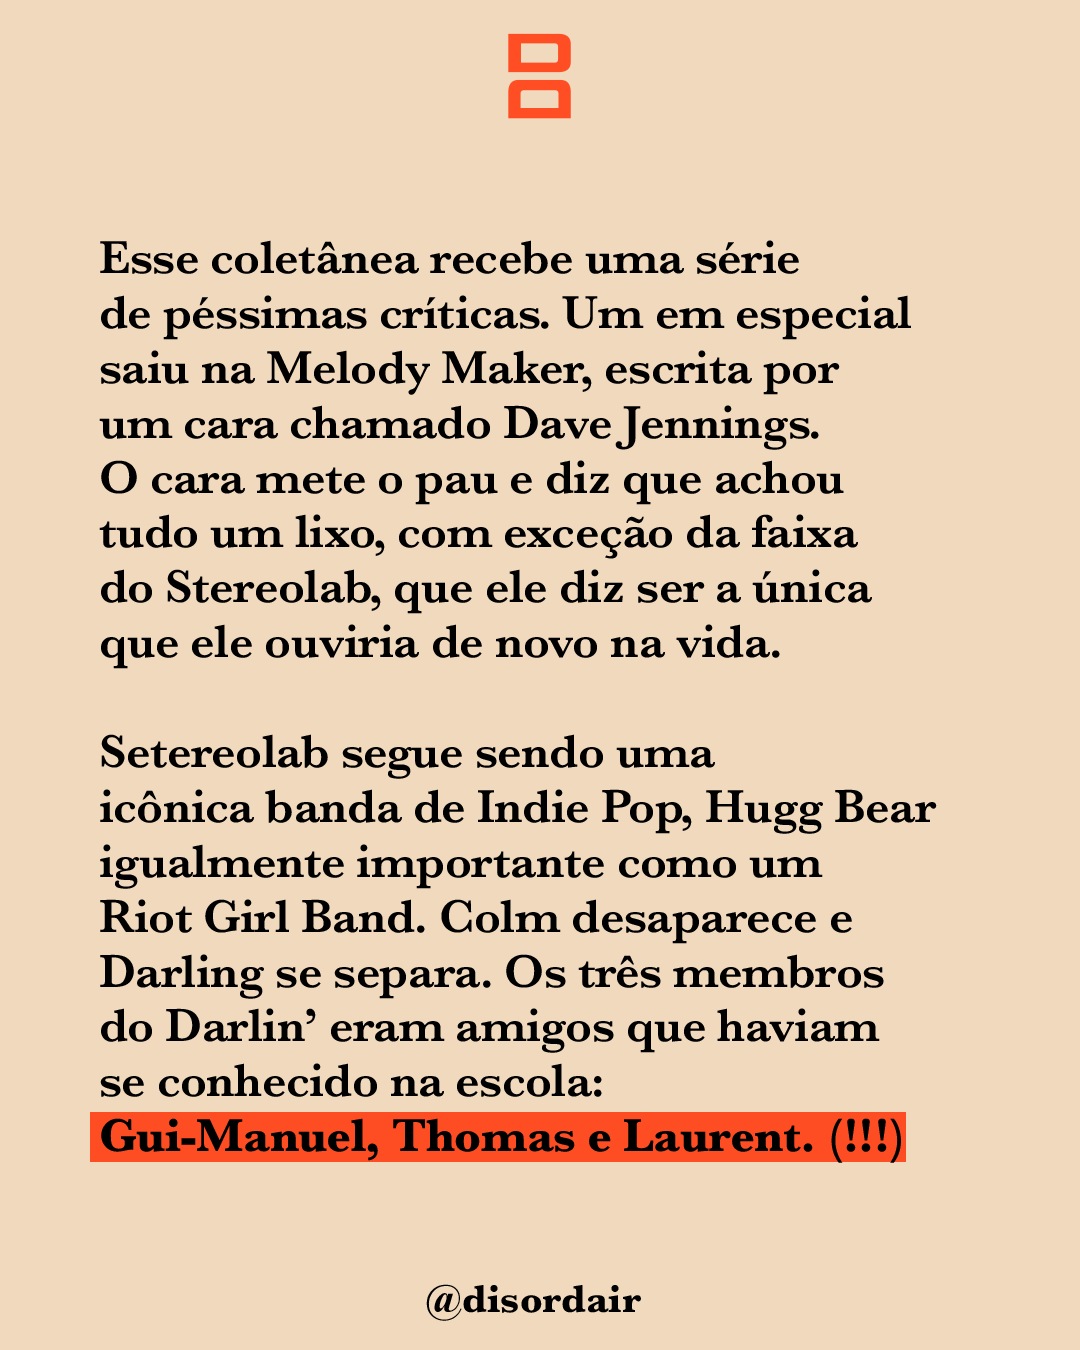 Esse coletânea recebe uma série
de péssimas críticas. Um em especial
saiu na Melody Maker, escrita por
um cara chamado Dave Jennings.
O cara mete o pau e diz que achou
tudo um lixo, com exceção da faixa
do Stereolab, que ele diz ser a única
que ele ouviria de novo na vida.
Setereolab segue sendo uma
icônica banda de Indie Pop, Hugg Bear
igualmente importante como um
Riot Girl Band. Colm desaparece e
Darling se separa. Os três membros
do Darlin’ eram amigos que haviam
se conhecido na escola:
Gui-Manuel, Thomas e Laurent. (!!!)
@disordair